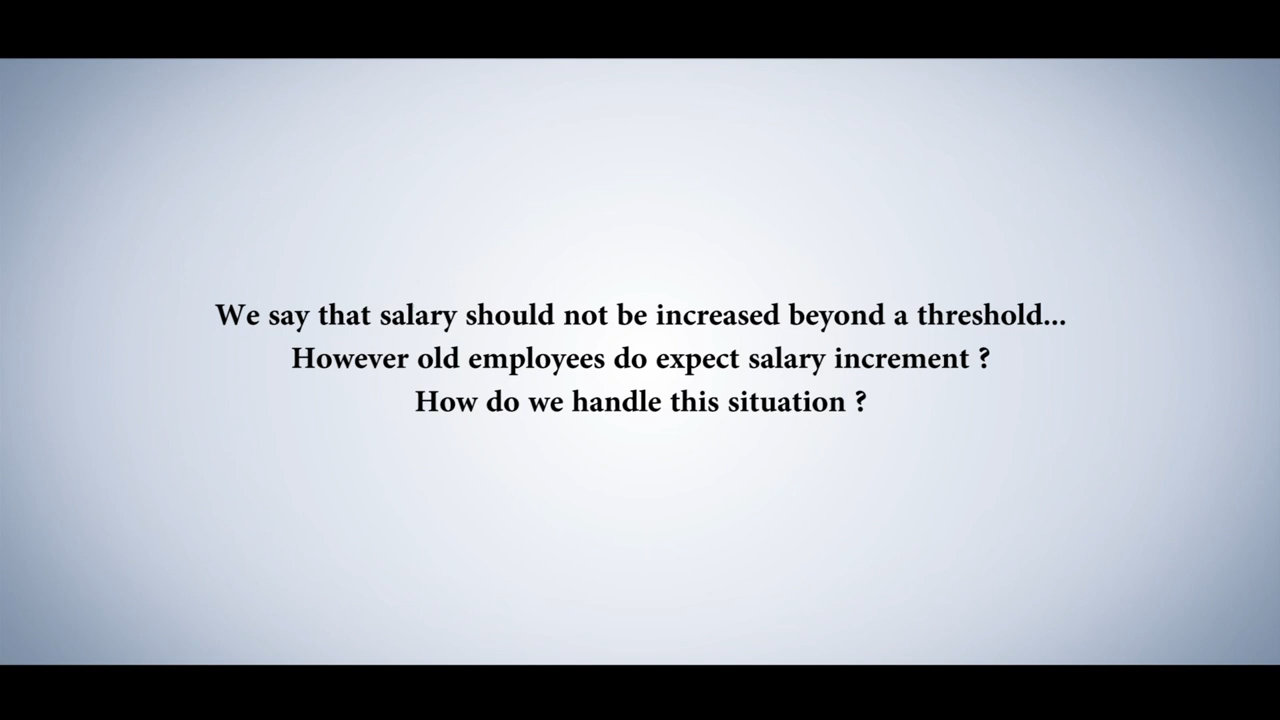 We say that salary should not be increased beyond a threshold...
However old employees do expect salary increment ?
How do we handle this situation ?